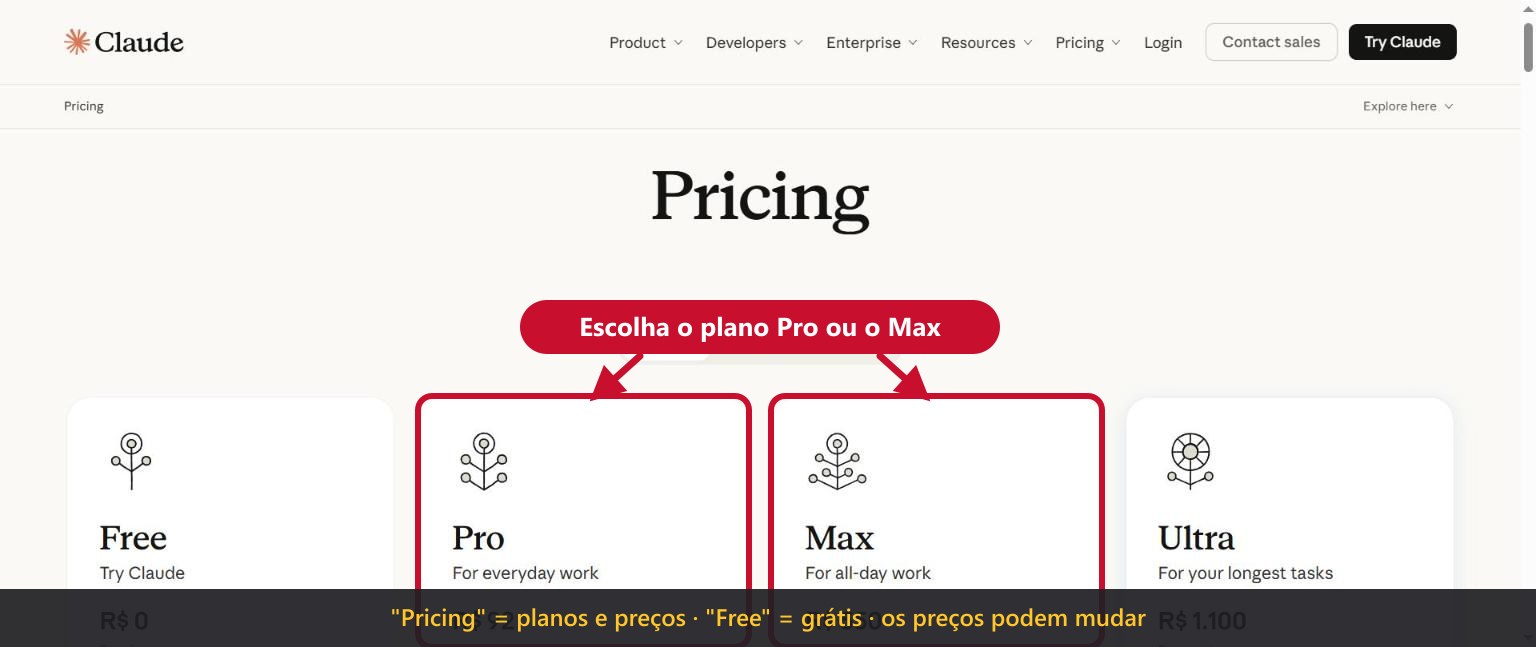 Claude
Product Developers Enterprise Resources Pricing Login Contact sales Try Claude
Pricing Explore here
Pricing
Escolha o plano Pro ou o Max
Free Pro Max Ultra
Try Claude For everyday work For all-day work For your longest tasks
R$ 0 R$ 1.100
"Pricing" = planos e preços · "Free" = grátis · os preços podem mudar